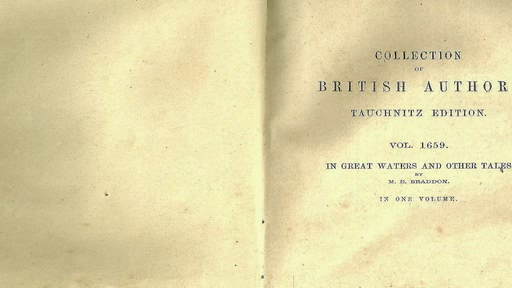 COLLECTION
OF
BRITISH AUTHOR
TAUCHNITZ EDITION.
VOL. 1659.
IN GREAT WATERS AND OTHER TALES
BY
M. E. BRADDON.
IN ONE VOLUME.